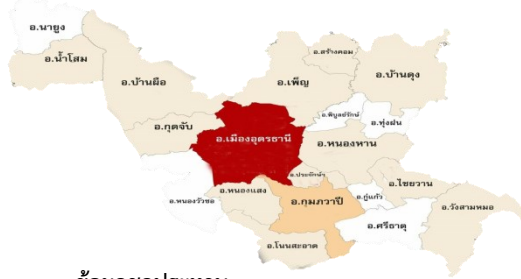 อ.นายูง
อ.น้ำโสม
อ.บ้านผือ
อ.สร้างคอม
อ.เพ็ญ
อ.บ้านดุง
อ.กุดจับ
อ.เมืองอุดรธานี
อ.พิบูลย์รักษ์
อ.ทุ่งฝน
อ.หนองหาน
อ.ประจักษ์ฯ
อ.ไชยวาน
อ.หนองวัวซอ
อ.หนองแสง
อ.กุมภวาปี
อ.กู่แก้ว
อ.ศรีธาตุ
อ.วังสามหมอ
อ.โนนสะอาด